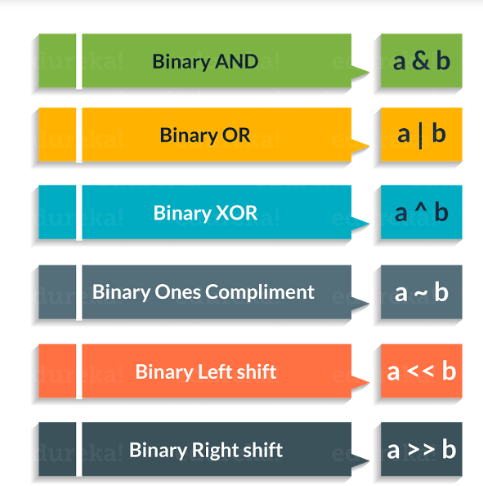 Binary AND a & b
Binary OR a | b
Binary XOR a ^ b
Binary Ones Compliment a ~ b
Binary Left shift a << b
Binary Right shift a >> b